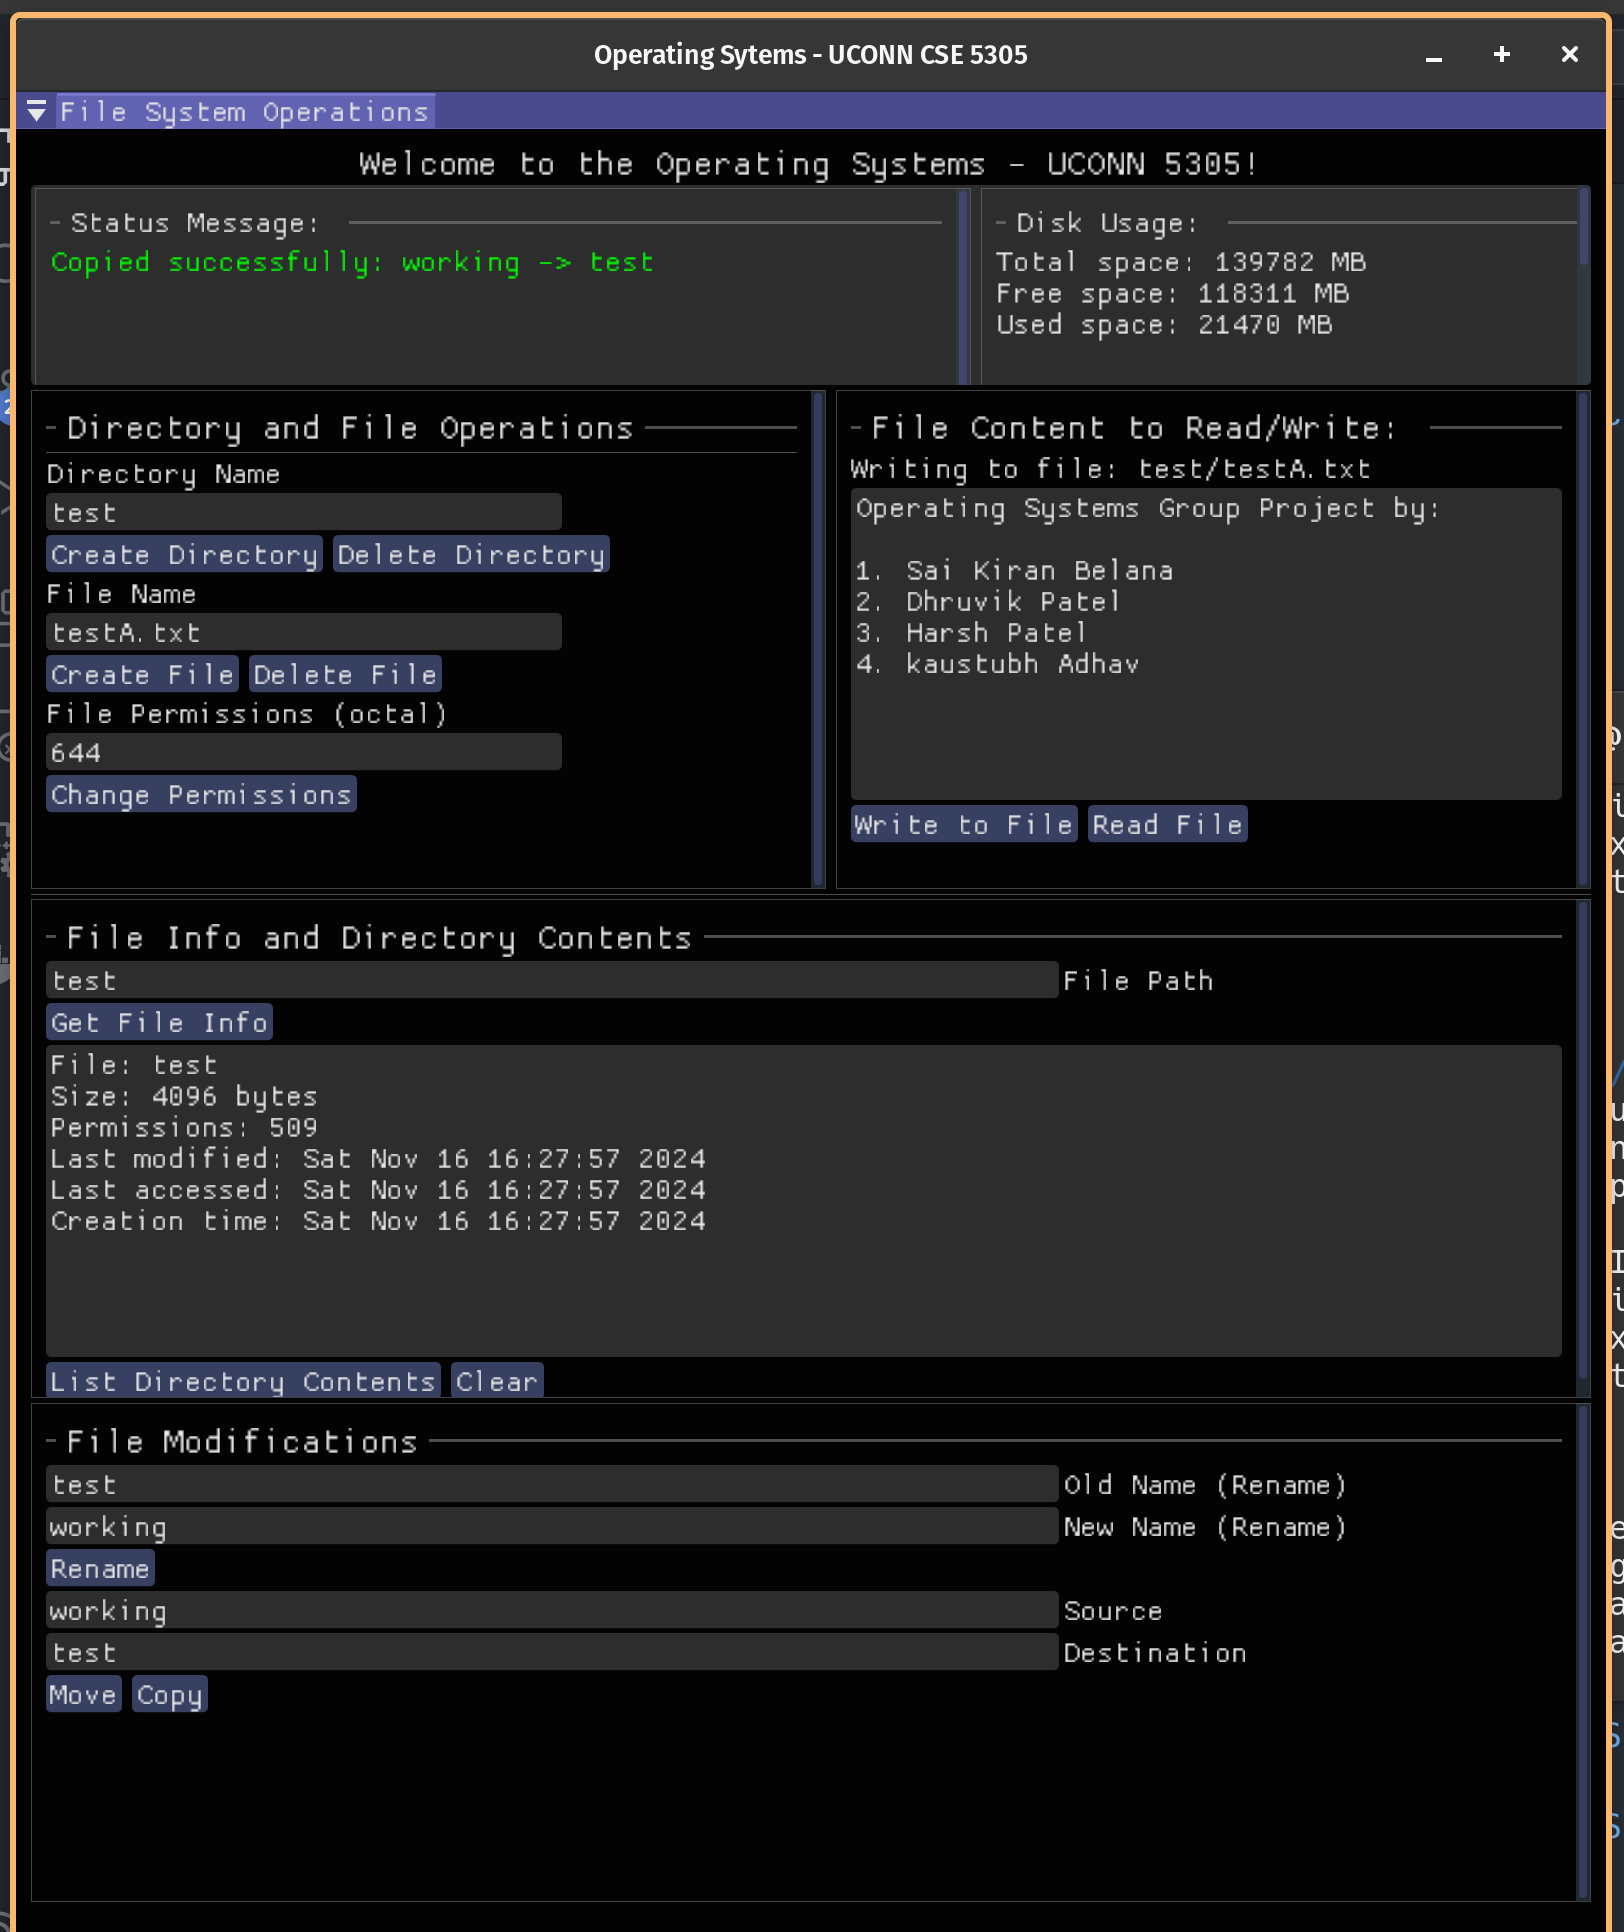 Operating Sytems - UCONN CSE 5305
File System Operations
Welcome to the Operating Systems - UCONN 5305!
Status Message:
Copied successfully: working -> test
Disk Usage:
Total space: 139782 MB
Free space: 118311 MB
Used space: 21470 MB
Directory and File Operations
Directory Name
test
Create Directory Delete Directory
File Name
testA.txt
Create File Delete File
File Permissions (octal)
644
Change Permissions
File Content to Read/Write:
Writing to file: test/testA.txt
Operating Systems Group Project by:
1. Sai Kiran Belana
2. Dhruvik Patel
3. Harsh Patel
4. kaustubh Adhav
Write to File Read File
File Info and Directory Contents
test File Path
Get File Info
File: test
Size: 4096 bytes
Permissions: 509
Last modified: Sat Nov 16 16:27:57 2024
Last accessed: Sat Nov 16 16:27:57 2024
Creation time: Sat Nov 16 16:27:57 2024
List Directory Contents Clear
File Modifications
test Old Name (Rename)
working New Name (Rename)
Rename
working Source
test Destination
Move Copy